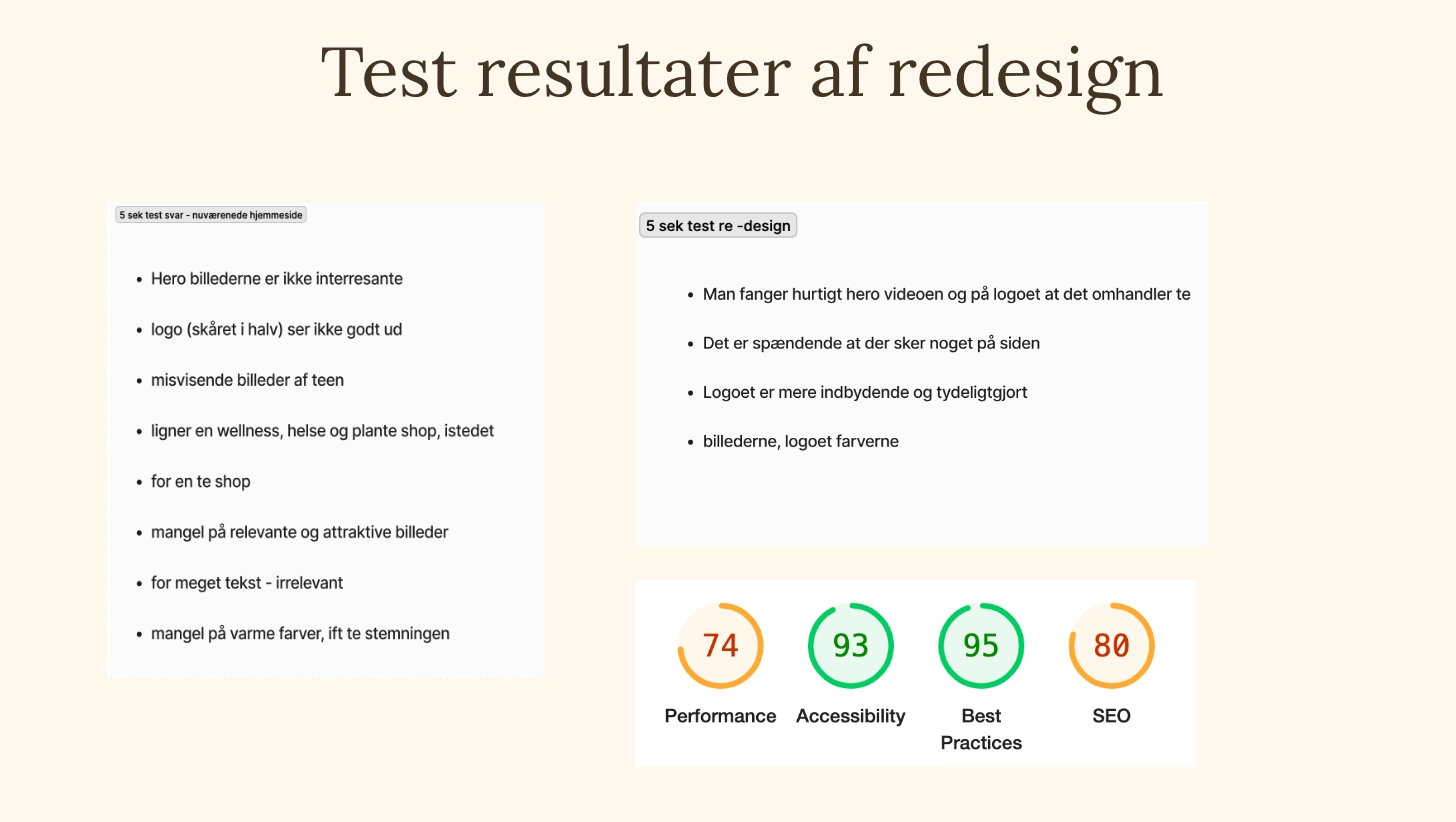 Test resultater af redesign
5 sek test svar - nuværenede hjemmeside
• Hero billederne er ikke interresante
• logo (skåret i halv) ser ikke godt ud
• misvisende billeder af teen
• ligner en wellness, helse og plante shop, istedet
• for en te shop
• mangel på relevante og attraktive billeder
• for meget tekst - irrelevant
• mangel på varme farver, ift te stemningen
5 sek test re -design
• Man fanger hurtigt hero videoen og på logoet at det omhandler te
• Det er spændende at der sker noget på siden
• Logoet er mere indbydende og tydeligtgjort
• billederne, logoet farverne
74 93 95 80
Performance Accessibility Best SEO
Practices